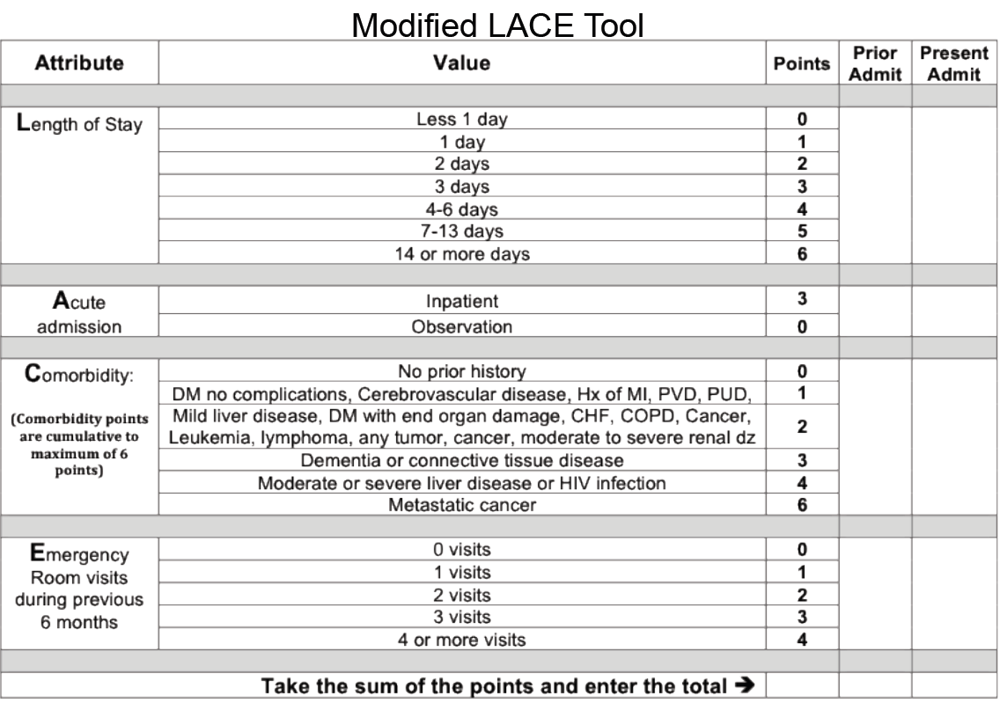 Modified LACE Tool
Attribute Value Points Prior Admit Present Admit
Length of Stay
Less 1 day 0
1 day 1
2 days 2
3 days 3
4-6 days 4
7-13 days 5
14 or more days 6
Acute
admission
Inpatient 3
Observation 0
Comorbidity:
(Comorbidity points
are cumulative to
maximum of 6
points)
No prior history 0
DM no complications, Cerebrovascular disease, Hx of MI, PVD, PUD, 1
Mild liver disease, DM with end organ damage, CHF, COPD, Cancer,
Leukemia, lymphoma, any tumor, cancer, moderate to severe renal dz 2
Dementia or connective tissue disease 3
Moderate or severe liver disease or HIV infection 4
Metastatic cancer 6
Emergency
Room visits
during previous
6 months
0 visits 0
1 visits 1
2 visits 2
3 visits 3
4 or more visits 4
Take the sum of the points and enter the total ➔